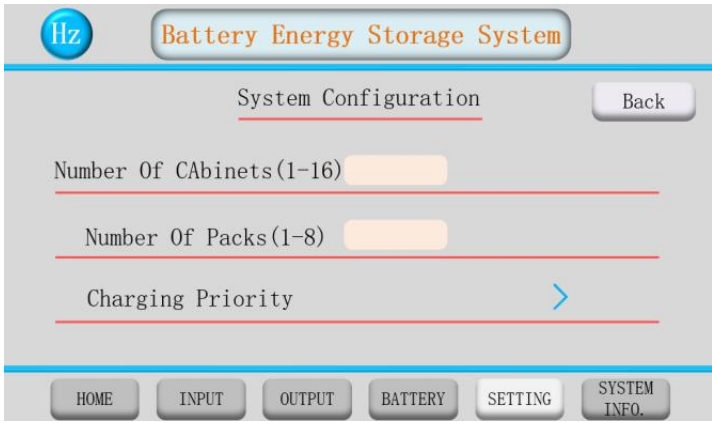 Hz
Battery Energy Storage System
System Configuration
Back
Number Of CAbinets(1-16)
Number Of Packs(1-8)
Charging Priority
HOME
INPUT
OUTPUT
BATTERY
SETTING
SYSTEM
INFO.